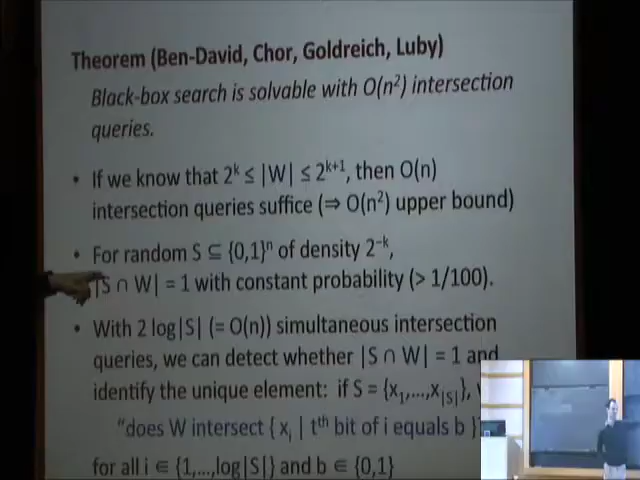 Theorem (Ben-David, Chor, Goldreich, Luby)
Black-box search is solvable with O(n²) intersection
queries.
• If we know that 2ᵏ ≤ |W| ≤ 2ᵏ⁺¹, then O(n)
intersection queries suffice (⇒ O(n²) upper bound)
• For random S ⊆ {0,1}ⁿ of density 2⁻ᵏ,
|S ∩ W| = 1 with constant probability (> 1/100).
• With 2 log|S| (= O(n)) simultaneous intersection
queries, we can detect whether |S ∩ W| = 1 and
identify the unique element: if S = {x₁,...,x|S|},
"does W intersect { xᵢ | tᵗʰ bit of i equals b }
for all i ∈ {1,...,log|S|} and b ∈ {0,1}